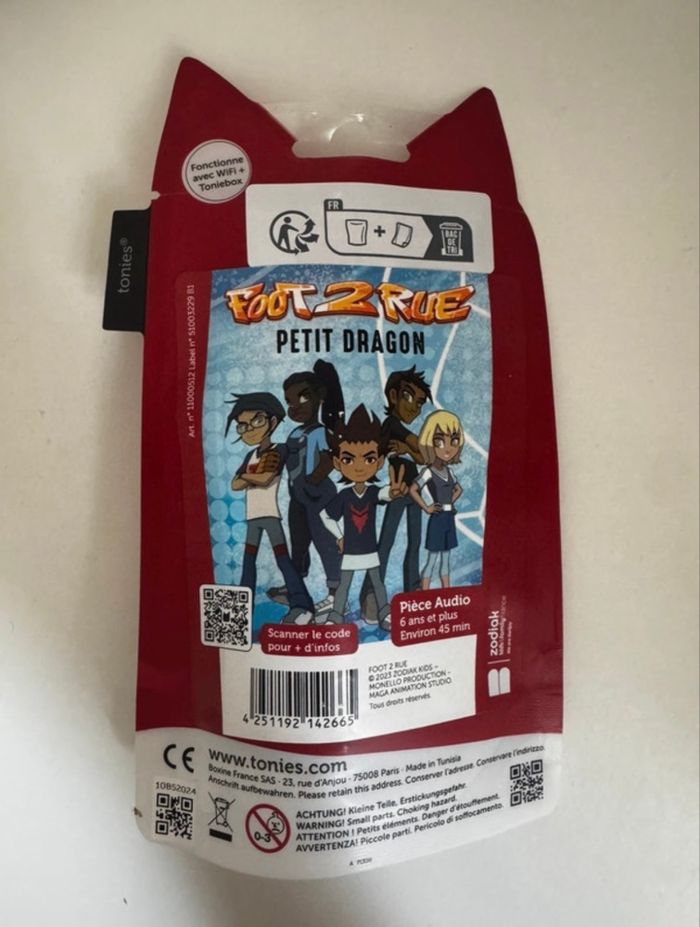 Fonctionne
avec WiFi +
Toniebox
FR
BAC
DE
TRI
tonies®
Art. n° 11000512 Label n° 51003229 B1
FOOT 2 RUE
PETIT DRAGON
Pièce Audio
6 ans et plus
Environ 45 min
Scanner le code
pour + d'infos
zodiak
FOOT 2 RUE
© 2023 ZODIAK KIDS -
MONELLO PRODUCTION -
MAGA ANIMATION STUDIO.
Tous droits réservés.
4 251192 142665
CE
www.tonies.com
Boxine France SAS · 23, rue d'Anjou · 75008 Paris · Made in Tunisia
Anschrift aufbewahren. Please retain this address. Conserver l'adresse. Conservare l'indirizzo.
10852024
0-3
ACHTUNG! Kleine Teile. Erstickungsgefahr.
WARNING! Small parts. Choking hazard.
ATTENTION ! Petits éléments. Danger d'étouffement.
AVVERTENZA! Piccole parti. Pericolo di soffocamento.